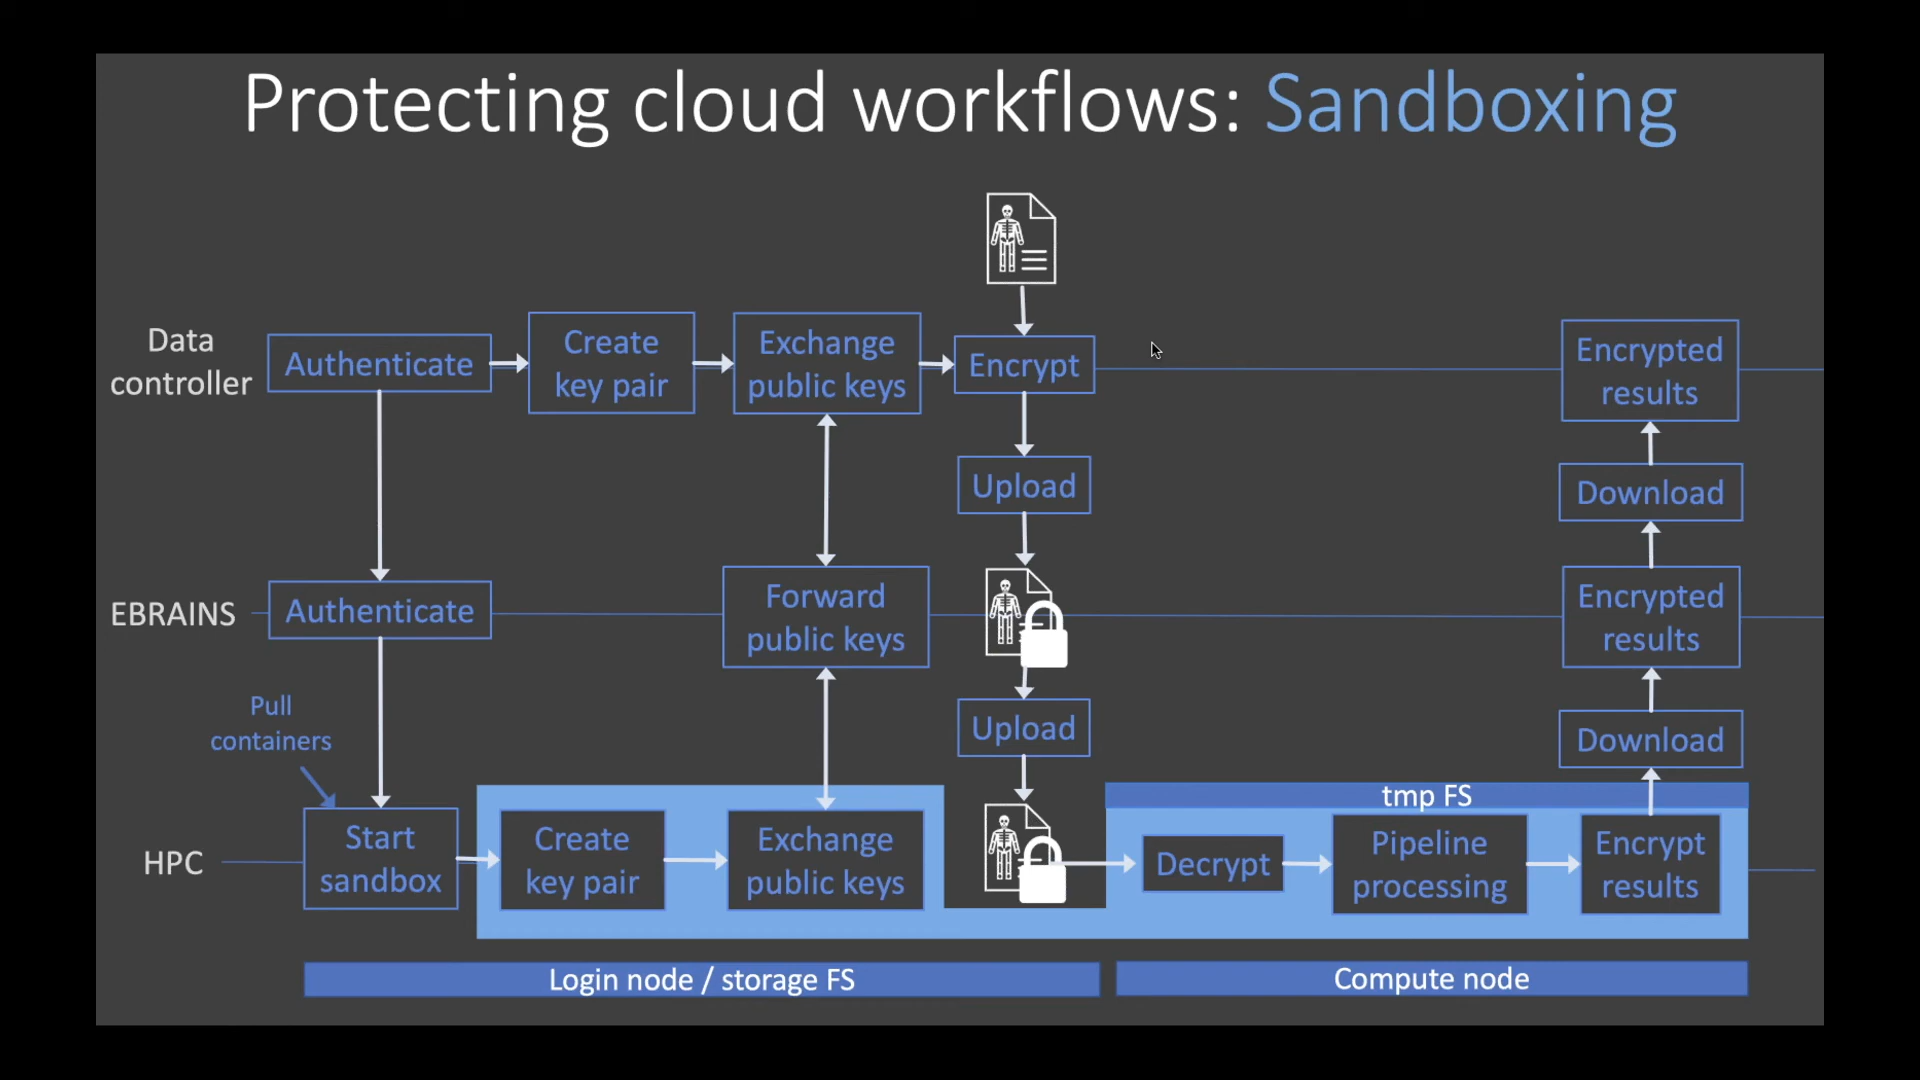 Protecting cloud workflows: Sandboxing
Data
controller
Authenticate
Create
key pair
Exchange
public keys
Encrypt
Encrypted
results
Upload
Download
EBRAINS
Authenticate
Forward
public keys
Encrypted
results
Pull
containers
Upload
Download
tmp FS
HPC
Start
sandbox
Create
key pair
Exchange
public keys
Decrypt
Pipeline
processing
Encrypt
results
Login node / storage FS
Compute node